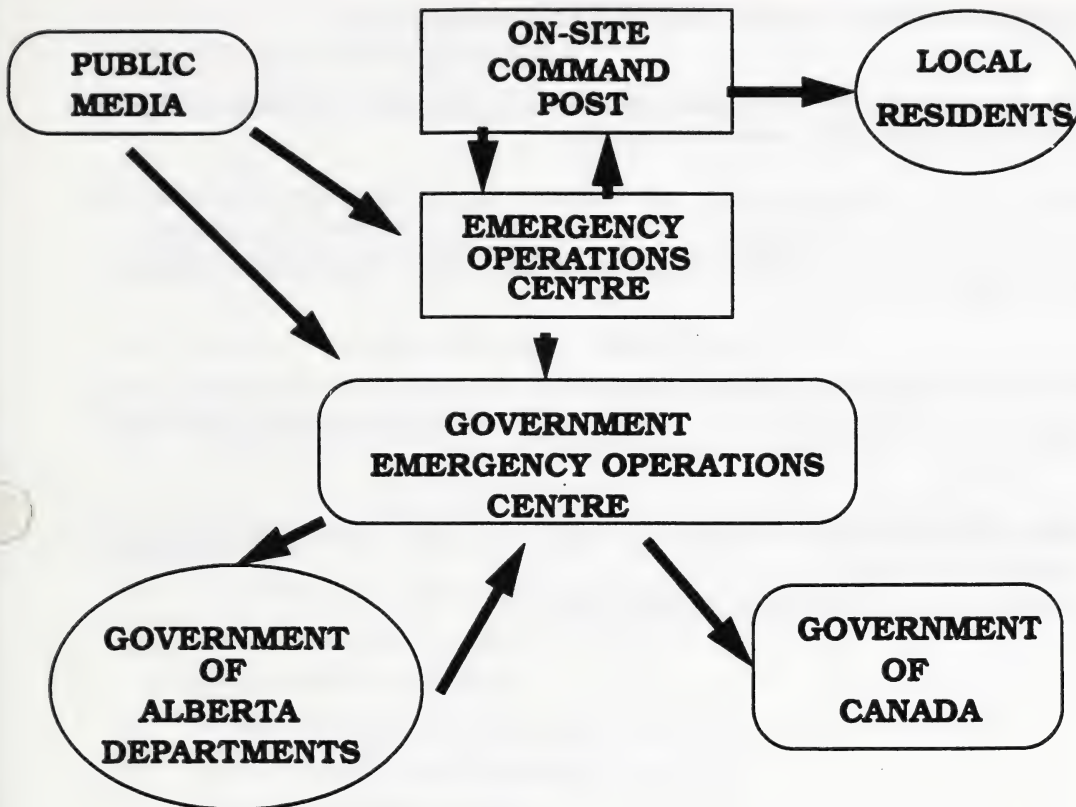 PUBLIC
MEDIA
ON-SITE
COMMAND
POST
LOCAL
RESIDENTS
EMERGENCY
OPERATIONS
CENTRE
GOVERNMENT
EMERGENCY OPERATIONS
CENTRE
GOVERNMENT
OF
ALBERTA
DEPARTMENTS
GOVERNMENT
OF
CANADA